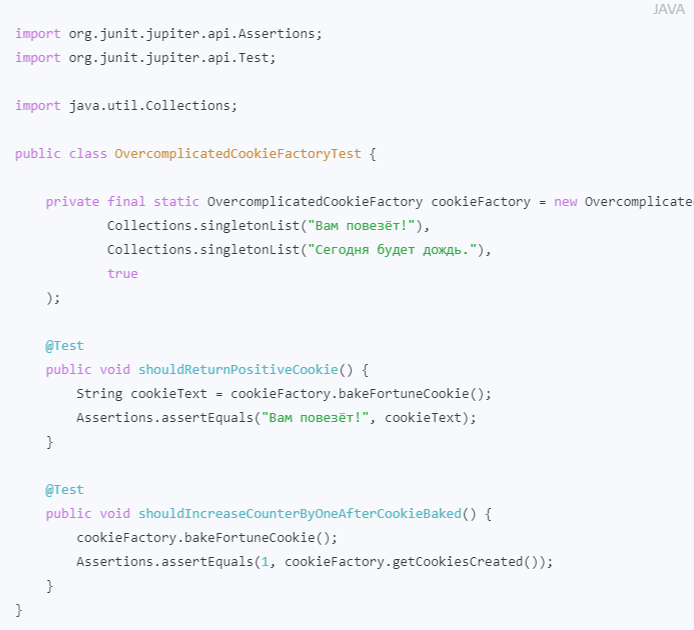 JAVA
import org.junit.jupiter.api.Assertions;
import org.junit.jupiter.api.Test;
import java.util.Collections;
public class OvercomplicatedCookieFactoryTest {
private final static OvercomplicatedCookieFactory cookieFactory = new Overcomplicated
Collections.singletonList("Вам повезёт!"),
Collections.singletonList("Сегодня будет дождь."),
true
);
@Test
public void shouldReturnPositiveCookie() {
String cookieText = cookieFactory.bakeFortuneCookie();
Assertions.assertEquals("Вам повезёт!", cookieText);
}
@Test
public void shouldIncreaseCounterByOneAfterCookieBaked() {
cookieFactory.bakeFortuneCookie();
Assertions.assertEquals(1, cookieFactory.getCookiesCreated());
}
}